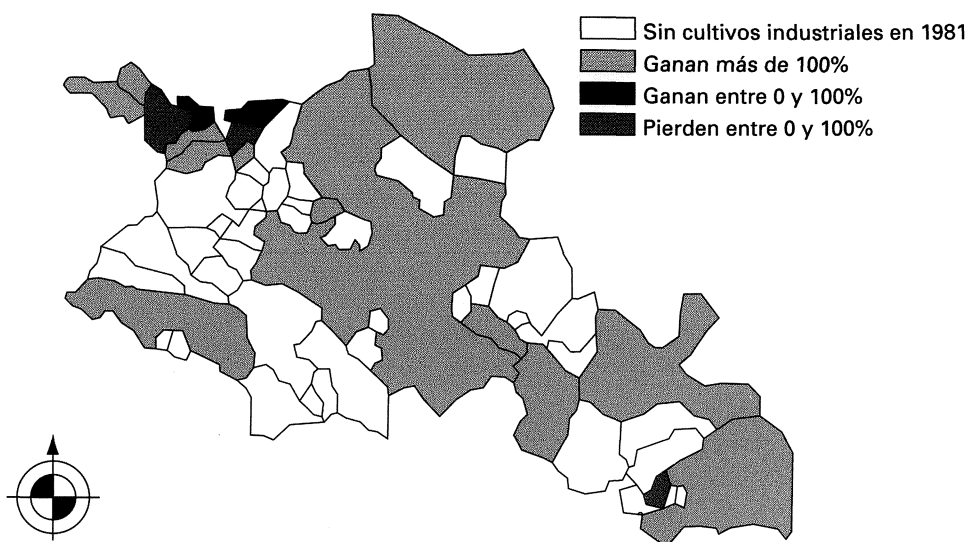 Sin cultivos industriales en 1981
Ganan más de 100%
Ganan entre 0 y 100%
Pierden entre 0 y 100%